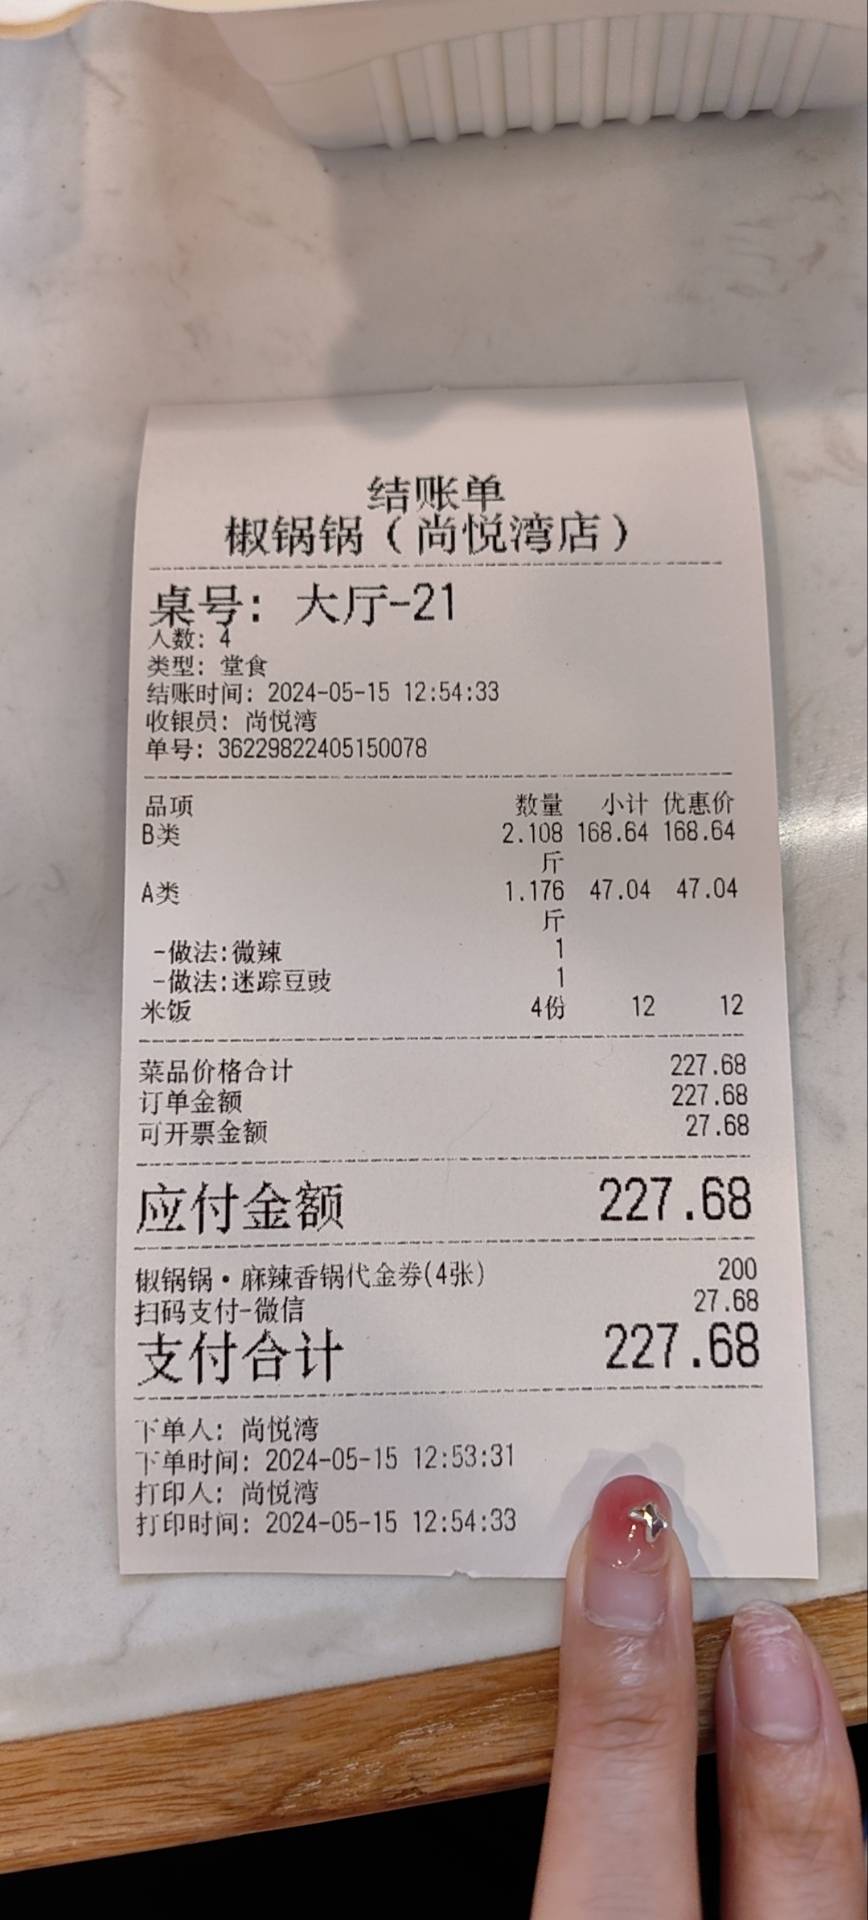 结账单
椒锅锅（尚悦湾店）
桌号：大厅-21
人数：4
类型：堂食
结账时间：2024-05-15 12:54:33
收银员：尚悦湾
单号：36229822405150078
品项 数量 小计 优惠价
B类 2.108 168.64 168.64
斤
A类 1.176 47.04 47.04
斤
-做法:微辣 1
-做法:迷踪豆豉 1
米饭 4份 12 12
菜品价格合计 227.68
订单金额 227.68
可开票金额 27.68
应付金额 227.68
椒锅锅·麻辣香锅代金券(4张) 200
扫码支付-微信 27.68
支付合计 227.68
下单人：尚悦湾
下单时间：2024-05-15 12:53:31
打印人：尚悦湾
打印时间：2024-05-15 12:54:33